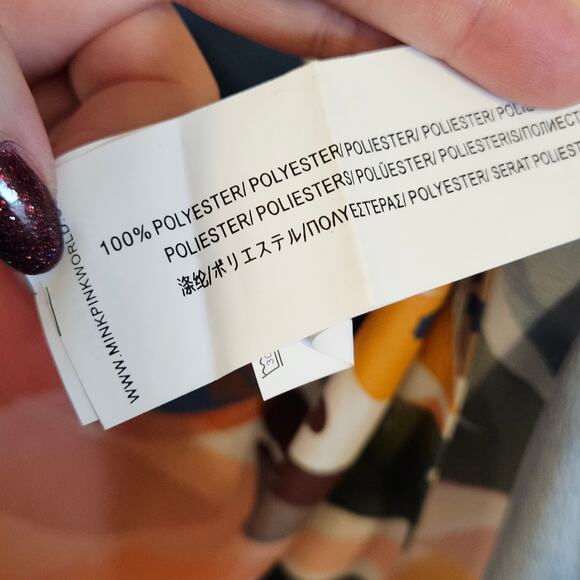 100% POLYESTER/ POLYESTER/ POLIESTER/ POLIESTER/
POLIESTER/ POLIESTERS/ POLÜESTER/ POLIESTERIS/ПОЛИЕСТ
涤纶/ポリエステル/ΠΟΛΥΕΣΤΕΡΑΣ/ POLYESTER/ SERAT POLIEST
WWW.MINKPINKWORLD.